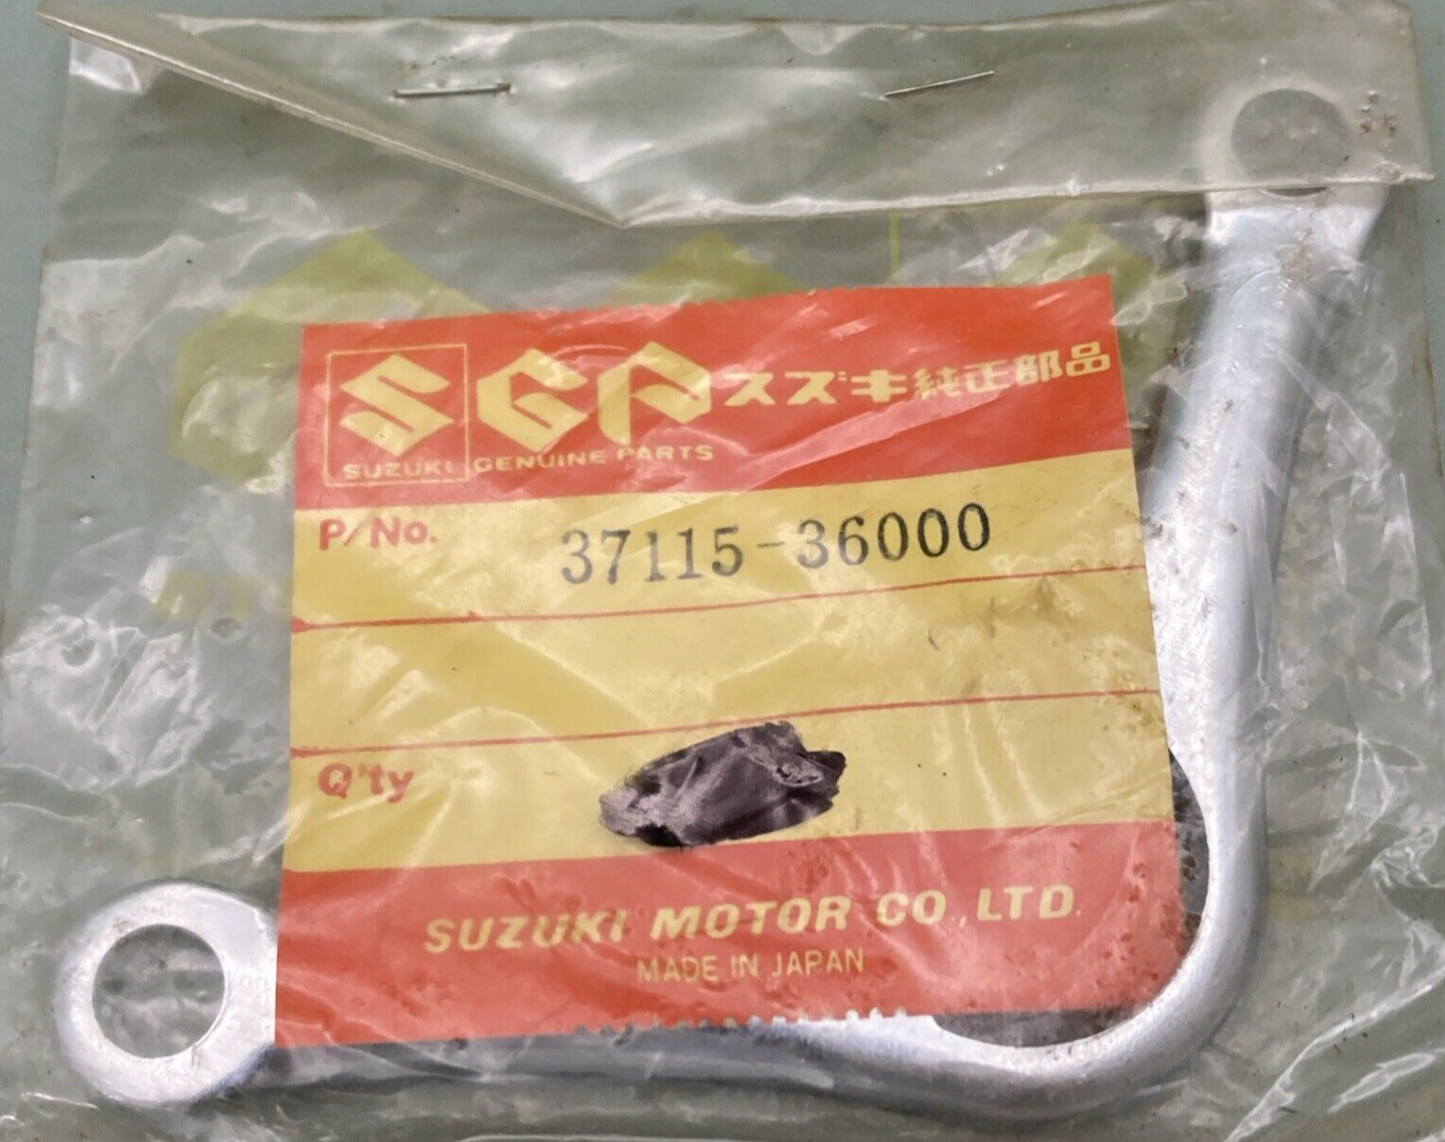 SGP スズキ純正部品
SUZUKI GENUINE PARTS
P/No. 37115-36000
Q'ty
SUZUKI MOTOR CO., LTD.
MADE IN JAPAN